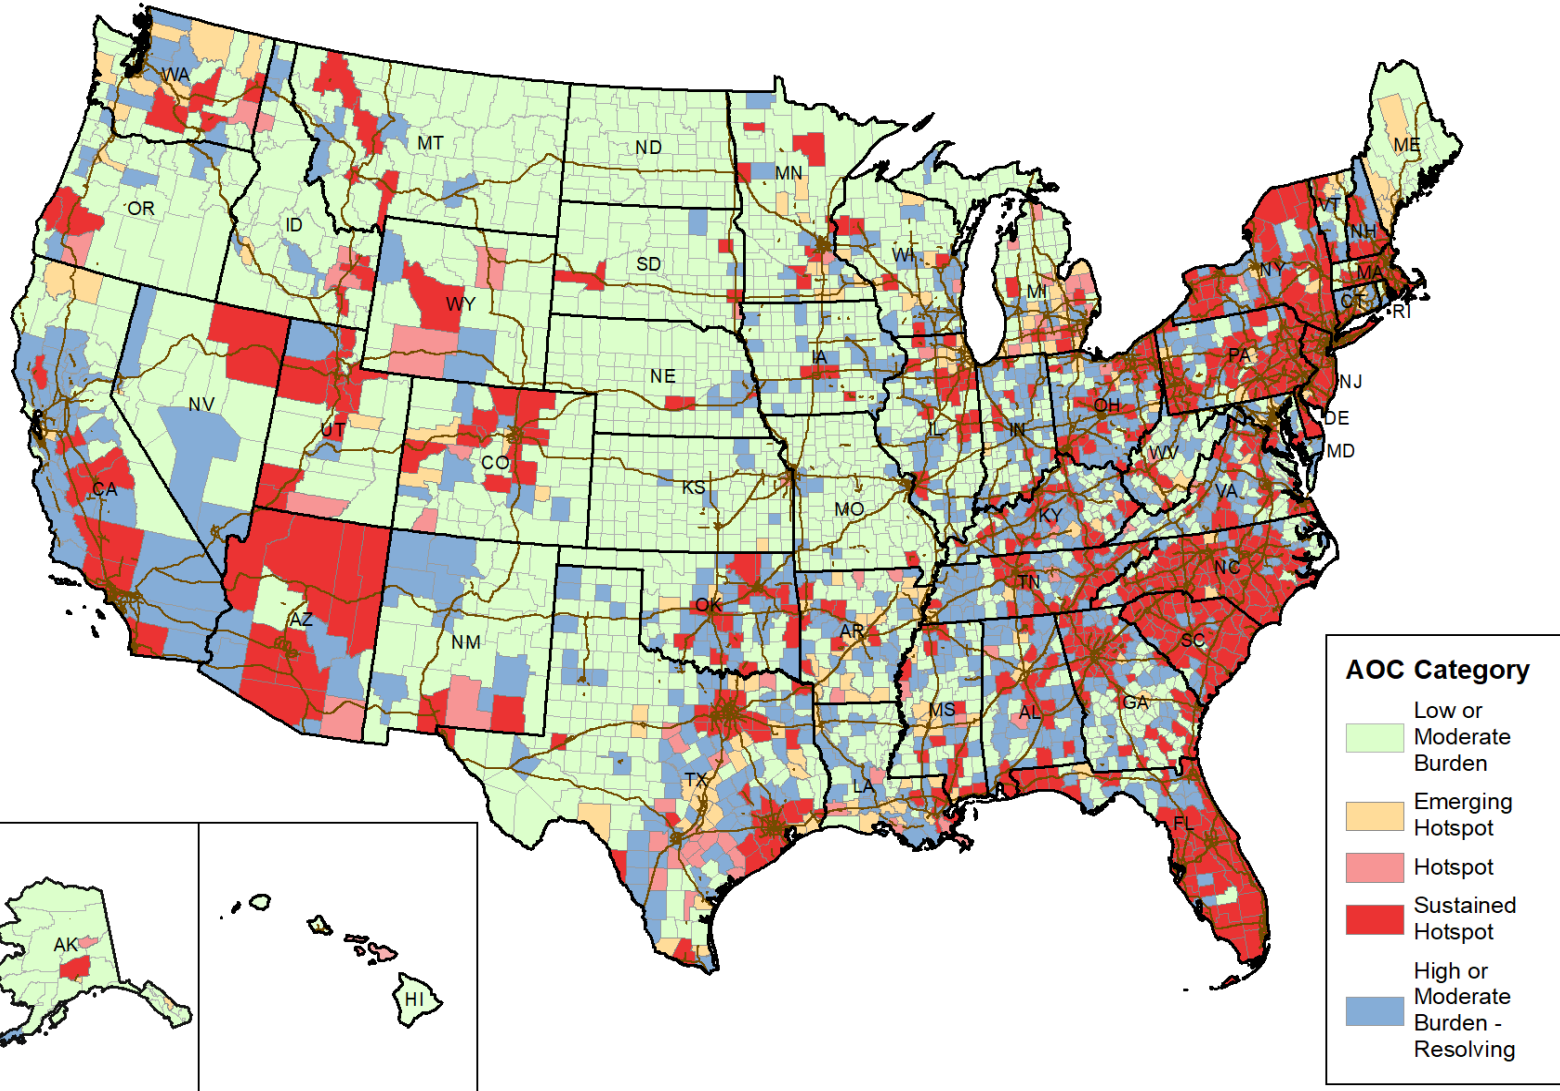 WA
MT
ND
MN
ME
OR
ID
SD
WI
VT
NH
WY
MI
NY
MA
CT
RI
NV
NE
IA
PA
NJ
UT
CO
IL
IN
OH
DE
MD
CA
KS
MO
WV
VA
KY
AZ
NM
OK
AR
TN
NC
SC
MS
AL
GA
TX
LA
FL
AK
HI
AOC Category
Low or
Moderate
Burden
Emerging
Hotspot
Hotspot
Sustained
Hotspot
High or
Moderate
Burden -
Resolving